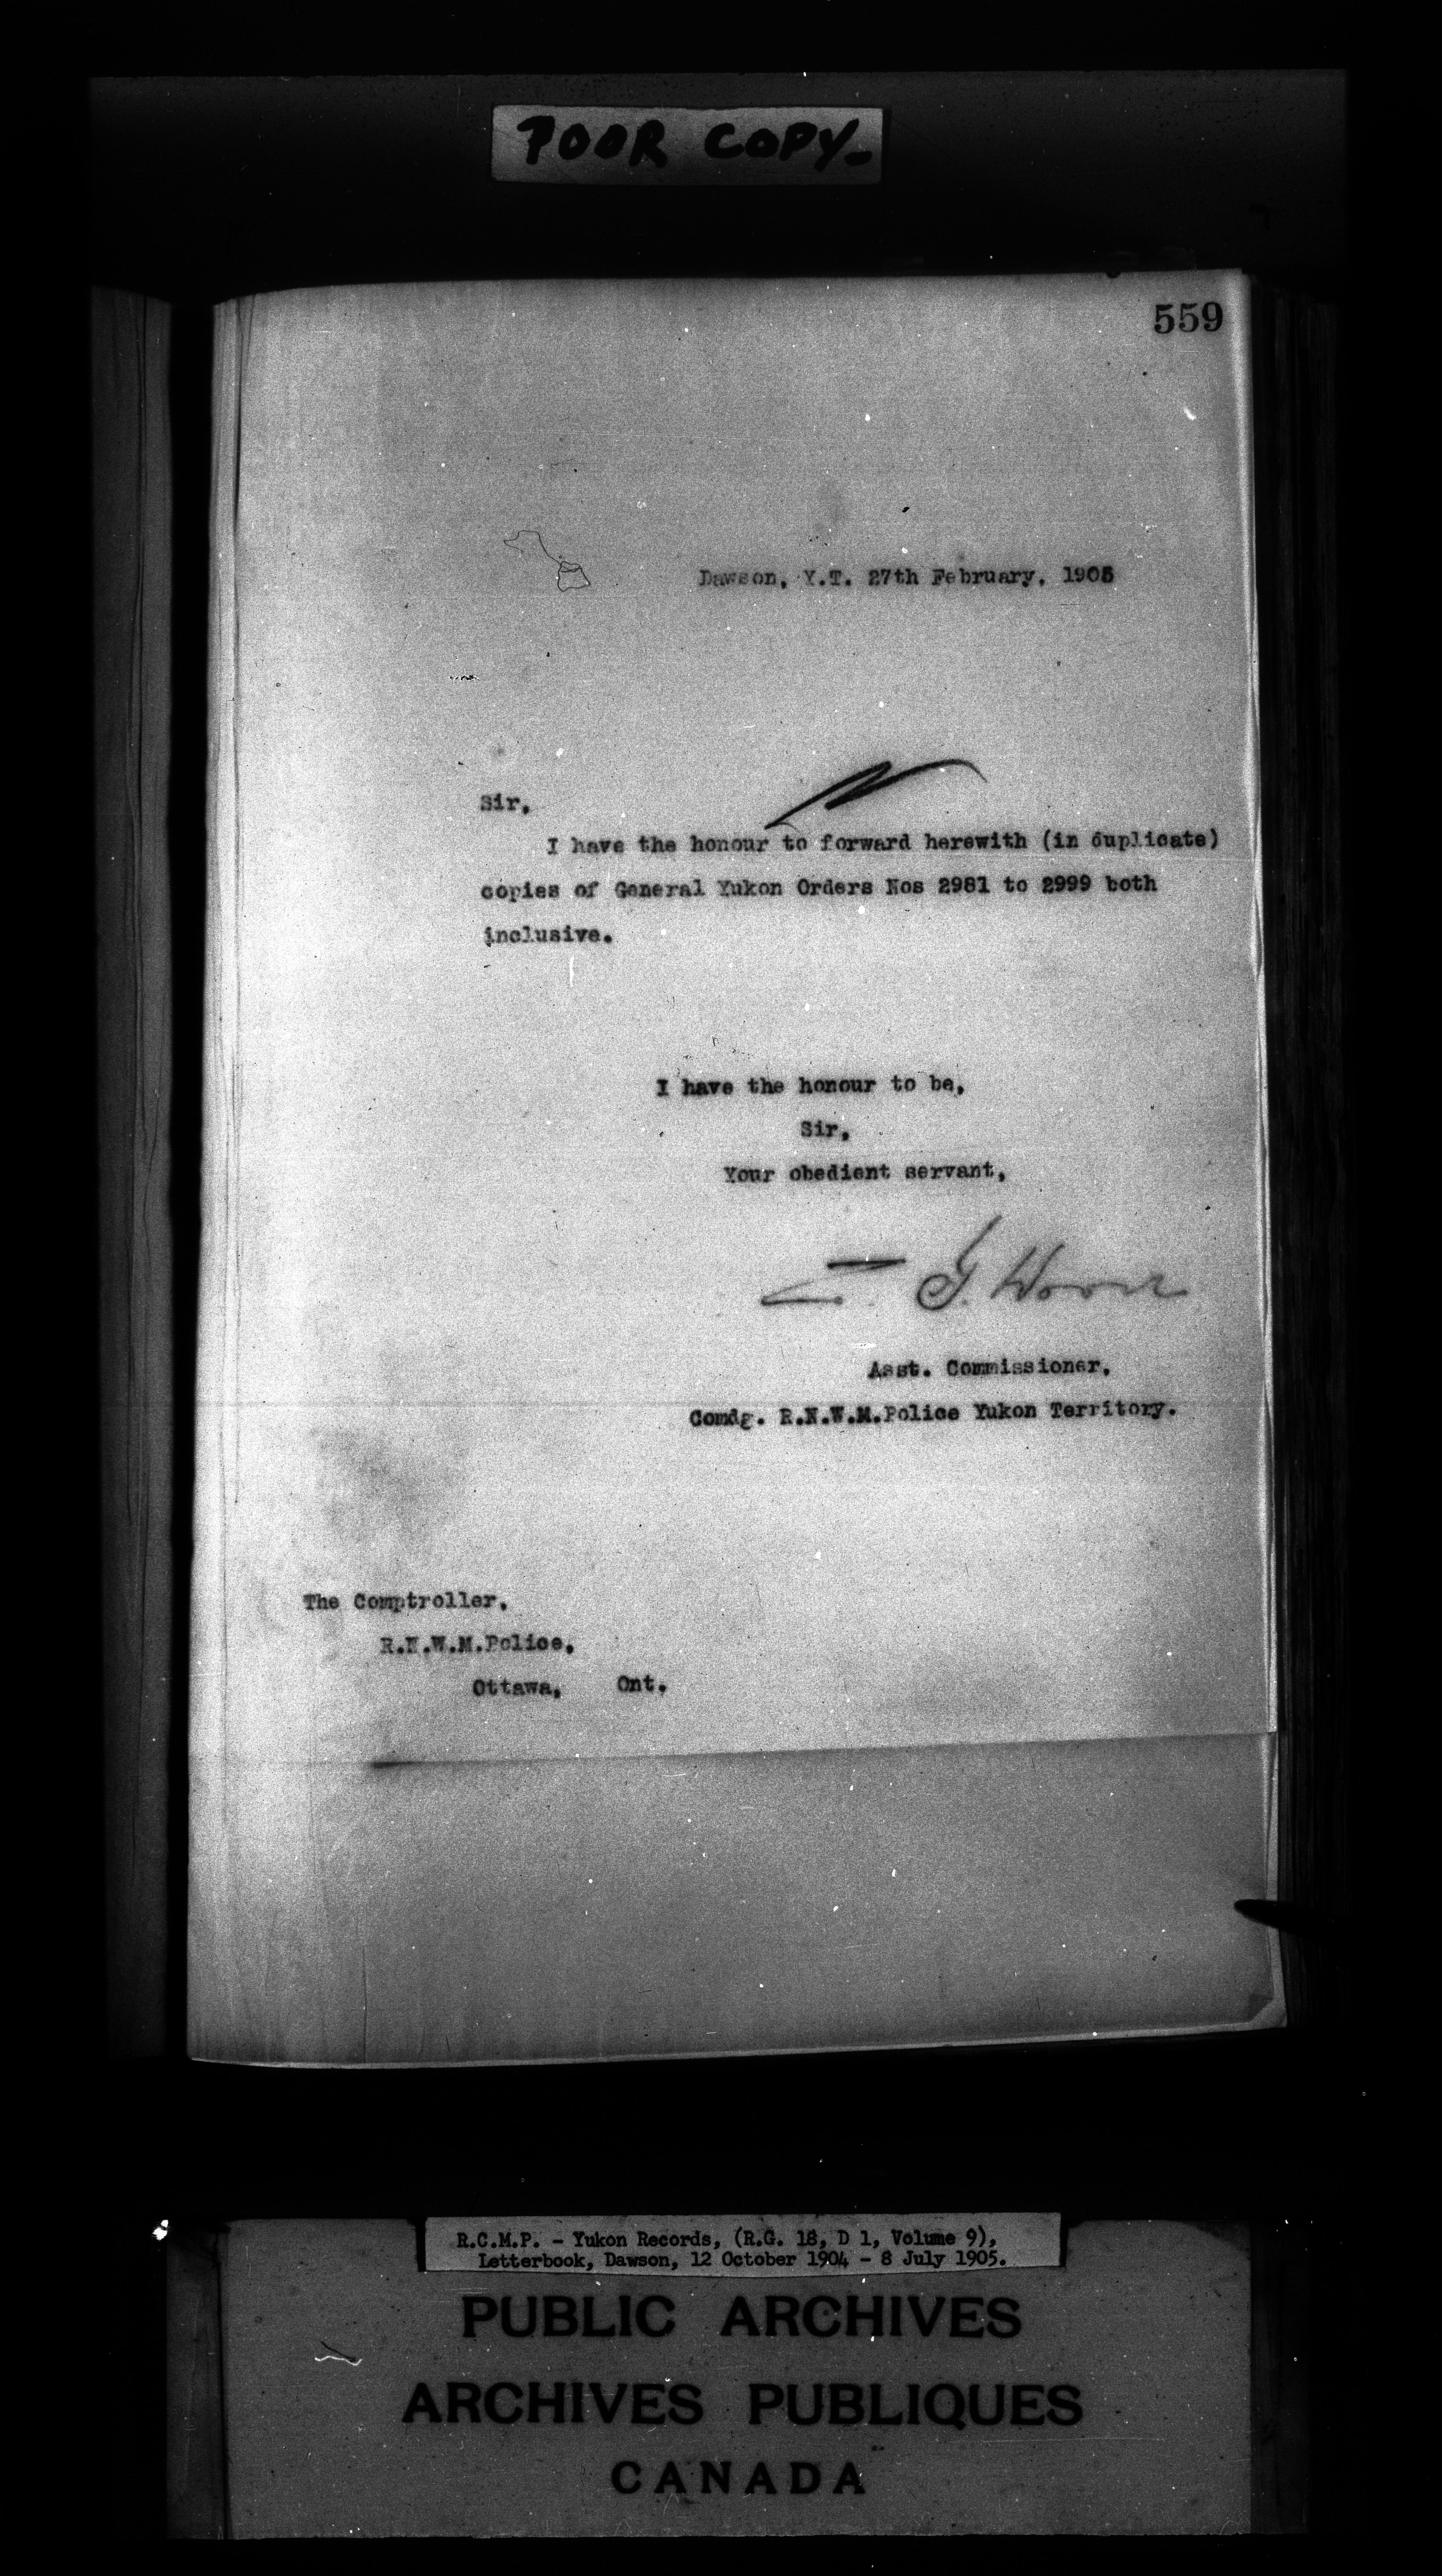 POOR COPY-
559
Dawson, Y.T. 27th February, 1905
Sir,
I have the honour to forward herewith (in duplicate)
copies of General Yukon Orders Nos 2981 to 2999 both
inclusive.
I have the honour to be,
Sir,
Your obedient servant,
Z. T. Wood
Asst. Commissioner,
Comdg. R.N.W.M.Police Yukon Territory.
The Comptroller,
R.N.W.M.Police,
Ottawa, Ont.
R.C.M.P. - Yukon Records, (R.G. 18, D 1, Volume 9),
Letterbook, Dawson, 12 October 1904 - 8 July 1905.
PUBLIC ARCHIVES
ARCHIVES PUBLIQUES
CANADA